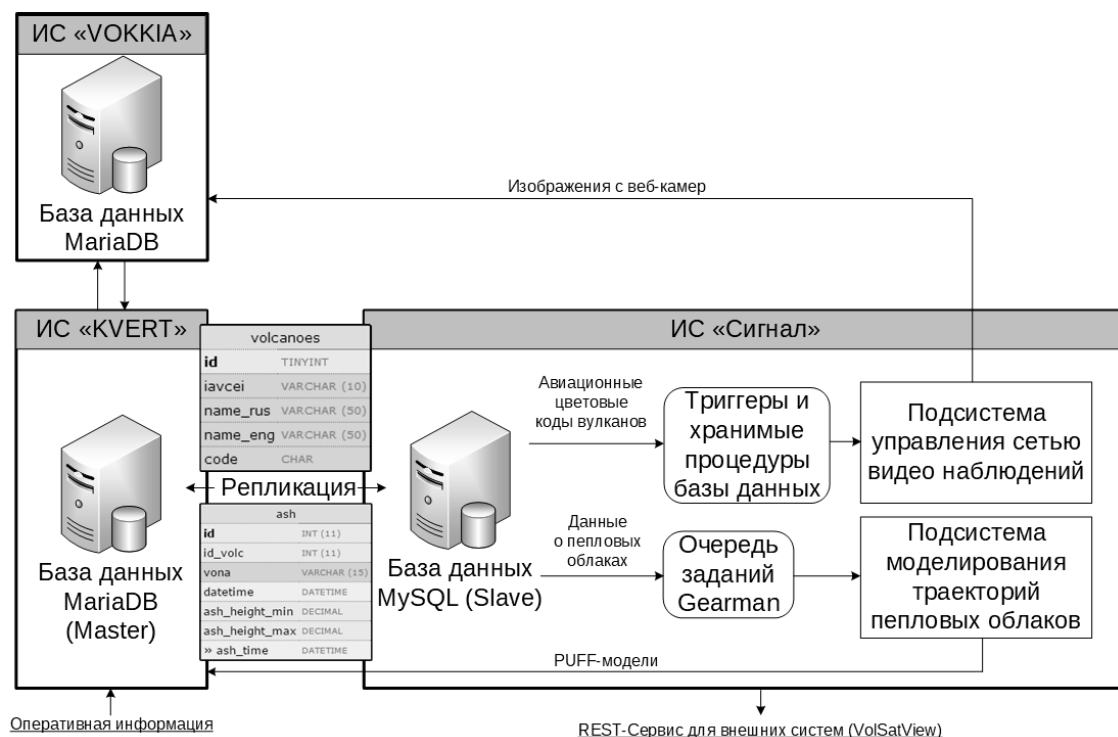 ИС «VOKKIA»
База данных
MariaDB
Изображения с веб-камер
ИС «KVERT»
База данных
MariaDB
(Master)
Оперативная информация
volcanoes
id TINYINT
iavcei VARCHAR (10)
name_rus VARCHAR (50)
name_eng VARCHAR (50)
code CHAR
Репликация
ash
id INT (11)
id_volc INT (11)
vona VARCHAR (15)
datetime DATETIME
ash_height_min DECIMAL
ash_height_max DECIMAL
» ash_time DATETIME
ИС «Сигнал»
База данных
MySQL (Slave)
Авиационные
цветовые
коды вулканов
Триггеры и
хранимые
процедуры
базы данных
Подсистема
управления сетью
видео наблюдений
Данные
о пепловых
облаках
Очередь
заданий
Gearman
Подсистема
моделирования
траекторий
пепловых облаков
PUFF-модели
REST-Сервис для внешних систем (VolSatView)